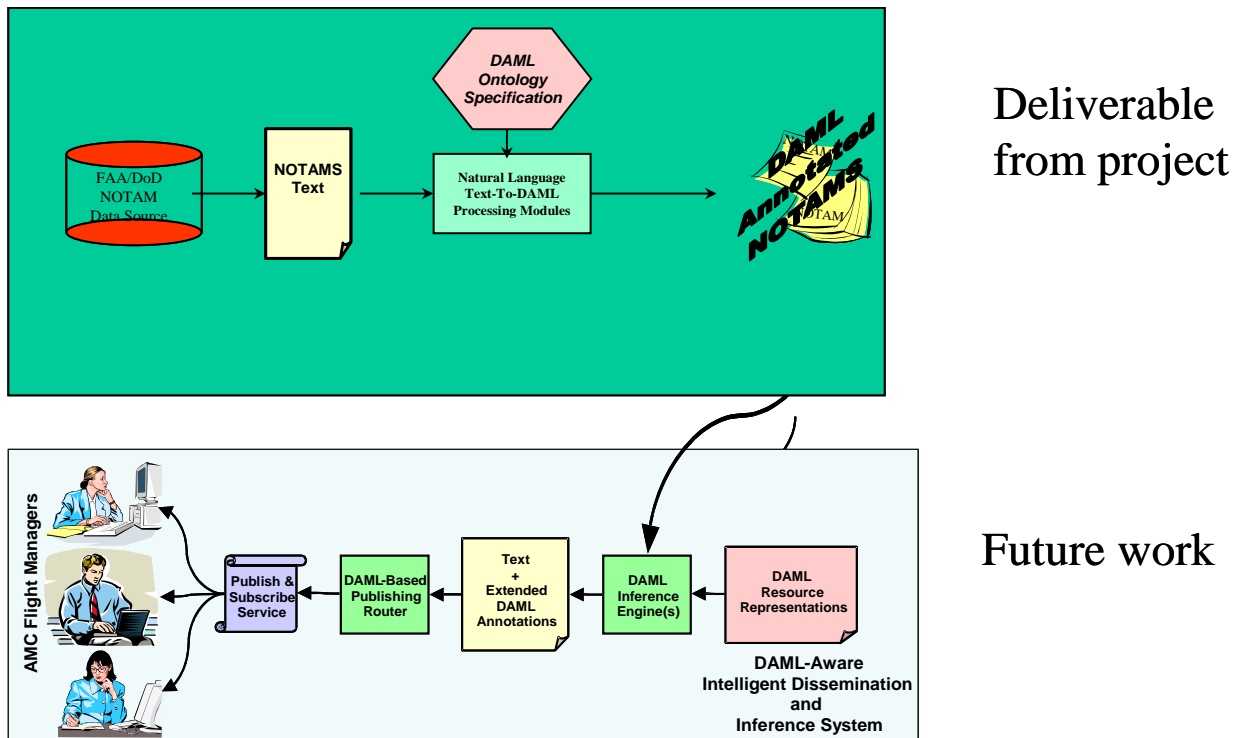 DAML
Ontology
Specification
FAA/DoD
NOTAM
Data Source
NOTAMS
Text
Natural Language
Text-To-DAML
Processing Modules
NOTAM
NOTAM
DAML
Annotated
NOTAMS
Deliverable
from project
AMC Flight Managers
Publish &
Subscribe
Service
DAML-Based
Publishing
Router
Text
+
Extended
DAML
Annotations
DAML
Inference
Engine(s)
DAML
Resource
Representations
DAML-Aware
Intelligent Dissemination
and
Inference System
Future work